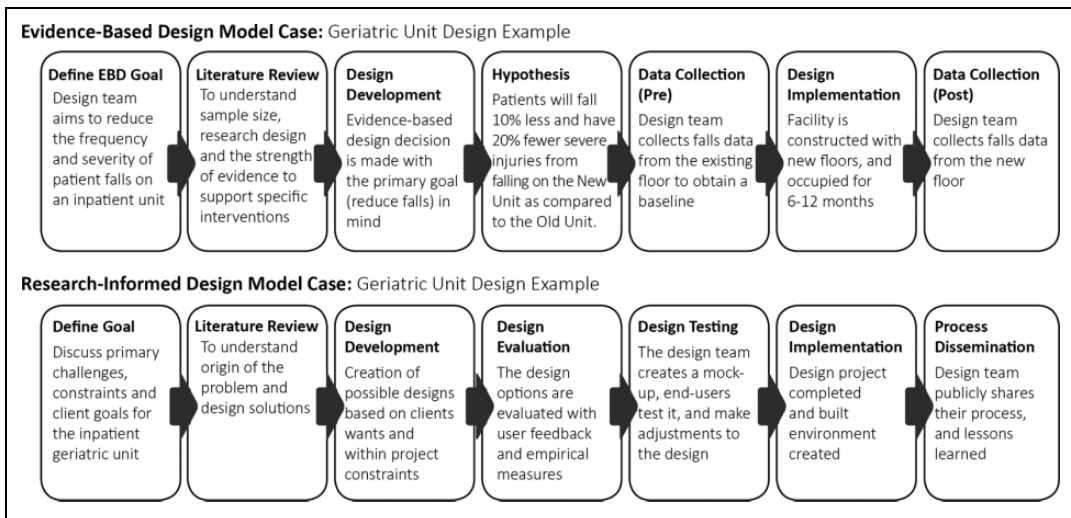 Evidence-Based Design Model Case: Geriatric Unit Design Example
Define EBD Goal
Design team
aims to reduce
the frequency
and severity of
patient falls on
an inpatient unit
Literature Review
To understand
sample size,
research design
and the strength
of evidence to
support specific
interventions
Design
Development
Evidence-based
design decision
is made with
the primary goal
(reduce falls) in
mind
Hypothesis
Patients will fall
10% less and have
20% fewer severe
injuries from
falling on the New
Unit as compared
to the Old Unit.
Data Collection
(Pre)
Design team
collects falls data
from the existing
floor to obtain a
baseline
Design
Implementation
Facility is
constructed with
new floors, and
occupied for
6-12 months
Data Collection
(Post)
Design team
collects falls data
from the new
floor
Research-Informed Design Model Case: Geriatric Unit Design Example
Define Goal
Discuss primary
challenges,
constraints and
client goals for
the inpatient
geriatric unit
Literature Review
To understand
origin of the
problem and
design solutions
Design
Development
Creation of
possible designs
based on clients
wants and
within project
constraints
Design
Evaluation
The design
options are
evaluated with
user feedback
and empirical
measures
Design Testing
The design team
creates a mock-
up, end-users
test it, and make
adjustments to
the design
Design
Implementation
Design project
completed
and built
environment
created
Process
Dissemination
Design team
publicly shares
their process,
and lessons
learned